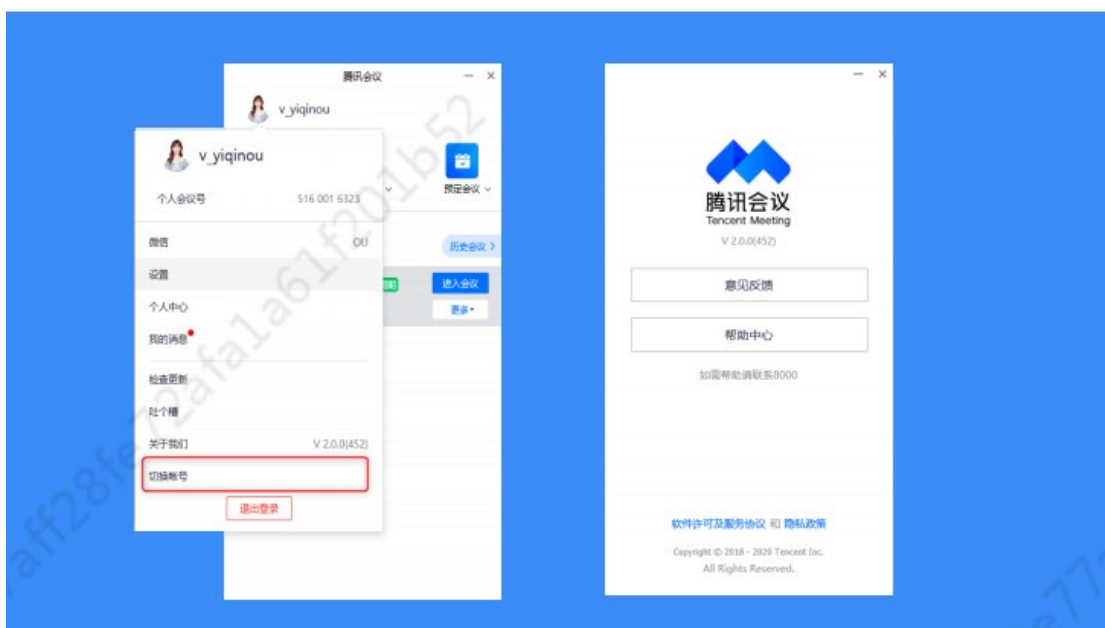 腾讯会议
v_yiqinou
v_yiqinou
个人会议号 516 001 6323
预定会议
微信 OU
历史会议 >
设置
进入会议
个人中心
更多
我的消息
检查更新
吐个槽
关于我们 V 2.0.0(452)
切换帐号
退出登录
腾讯会议
Tencent Meeting
V 2.0.0(452)
意见反馈
帮助中心
如需帮助请联系8000
软件许可及服务协议 和 隐私政策
Copyright © 2018 - 2020 Tencent Inc.
All Rights Reserved.